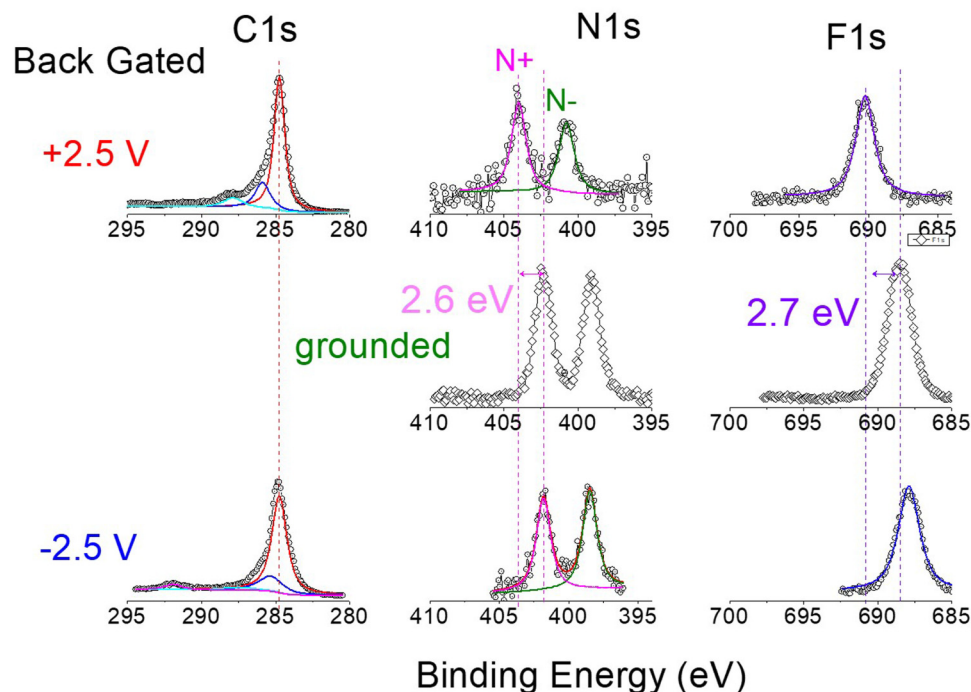 C1s
N1s
F1s
Back Gated
N+
N-
+2.5 V
295 290 285 280
410 405 400 395
700 695 690 685
F1s
2.6 eV
2.7 eV
grounded
410 405 400 395
700 695 690 685
-2.5 V
295 290 285 280
410 405 400 395
700 695 690 685
Binding Energy (eV)